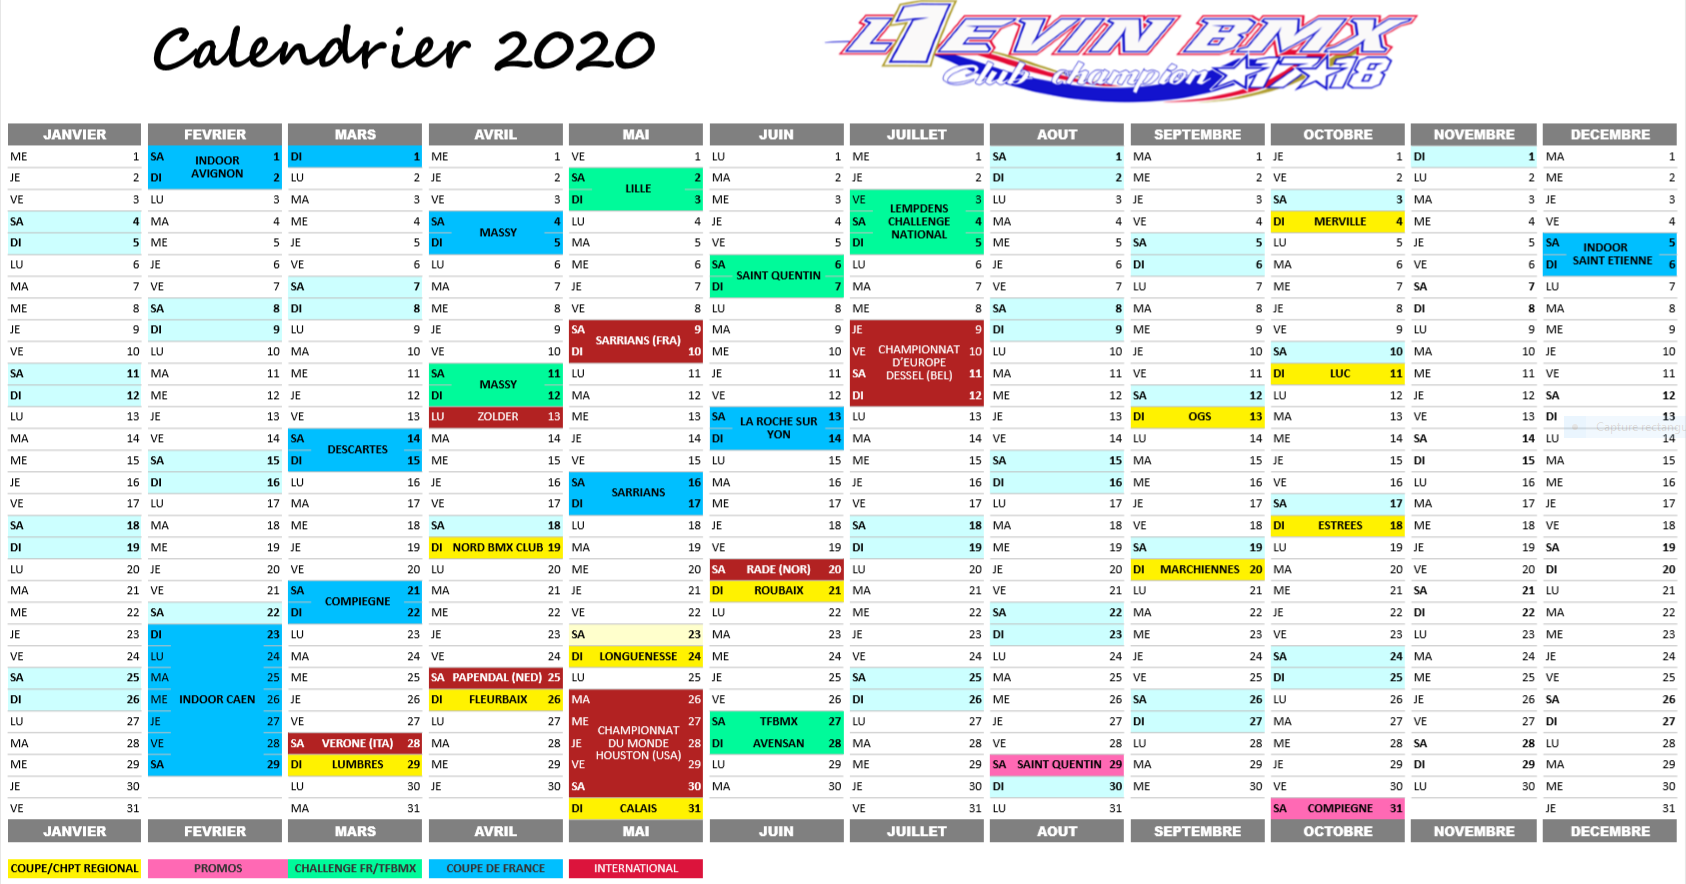 Calendrier 2020
L1EVIN BMX
Club champion 17 18
JANVIER FEVRIER MARS AVRIL MAI JUIN JUILLET AOUT SEPTEMBRE OCTOBRE NOVEMBRE DECEMBRE
ME 1 SA INDOOR 1 DI 1 ME 1 VE 1 LU 1 ME 1 SA 1 MA 1 JE 1 DI 1 MA 1
JE 2 DI AVIGNON 2 LU 2 JE 2 SA LILLE 2 MA 2 JE 2 DI 2 ME 2 VE 2 LU 2 ME 2
VE 3 LU 3 MA 3 VE 3 DI 3 ME 3 VE LEMPDENS 3 LU 3 JE 3 SA 3 MA 3 JE 3
SA 4 MA 4 ME 4 SA MASSY 4 LU 4 JE 4 SA CHALLENGE 4 MA 4 VE 4 DI MERVILLE 4 ME 4 VE 4
DI 5 ME 5 JE 5 DI 5 MA 5 VE 5 DI NATIONAL 5 ME 5 SA 5 LU 5 JE 5 SA INDOOR 5
LU 6 JE 6 VE 6 LU 6 ME 6 SA SAINT QUENTIN 6 LU 6 JE 6 DI 6 MA 6 VE 6 DI SAINT ETIENNE 6
MA 7 VE 7 SA 7 MA 7 JE 7 DI 7 MA 7 VE 7 LU 7 ME 7 SA 7 LU 7
ME 8 SA 8 DI 8 ME 8 VE 8 LU 8 ME 8 SA 8 MA 8 JE 8 DI 8 MA 8
JE 9 DI 9 LU 9 JE 9 SA SARRIANS (FRA) 9 MA 9 JE 9 DI 9 ME 9 VE 9 LU 9 ME 9
VE 10 LU 10 MA 10 VE 10 DI 10 ME 10 VE CHAMPIONNAT D'EUROPE 10 LU 10 JE 10 SA 10 MA 10 JE 10
SA 11 MA 11 ME 11 SA MASSY 11 LU 11 JE 11 SA DESSEL (BEL) 11 MA 11 VE 11 DI LUC 11 ME 11 VE 11
DI 12 ME 12 JE 12 DI 12 MA 12 VE 12 DI 12 ME 12 SA 12 LU 12 JE 12 SA 12
LU 13 JE 13 VE 13 LU ZOLDER 13 ME 13 SA LA ROCHE SUR 13 LU 13 JE 13 DI OGS 13 MA 13 VE 13 DI 13
Capture rectangu
MA 14 VE 14 SA DESCARTES 14 MA 14 JE 14 DI YON 14 MA 14 VE 14 LU 14 ME 14 SA 14 LU 14
ME 15 SA 15 DI 15 ME 15 VE 15 LU 15 ME 15 SA 15 MA 15 JE 15 DI 15 MA 15
JE 16 DI 16 LU 16 JE 16 SA SARRIANS 16 MA 16 JE 16 DI 16 ME 16 VE 16 LU 16 ME 16
VE 17 LU 17 MA 17 VE 17 DI 17 ME 17 VE 17 LU 17 JE 17 SA 17 MA 17 JE 17
SA 18 MA 18 ME 18 SA 18 LU 18 JE 18 SA 18 MA 18 VE 18 DI ESTREES 18 ME 18 VE 18
DI 19 ME 19 JE 19 DI NORD BMX CLUB 19 MA 19 VE 19 DI 19 ME 19 SA 19 LU 19 JE 19 SA 19
LU 20 JE 20 VE 20 LU 20 ME 20 SA RADE (NOR) 20 LU 20 JE 20 DI MARCHIENNES 20 MA 20 VE 20 DI 20
MA 21 VE 21 SA COMPIEGNE 21 MA 21 JE 21 DI ROUBAIX 21 MA 21 VE 21 LU 21 ME 21 SA 21 LU 21
ME 22 SA 22 DI 22 ME 22 VE 22 LU 22 ME 22 SA 22 MA 22 JE 22 DI 22 MA 22
JE 23 DI 23 LU 23 JE 23 SA 23 MA 23 JE 23 DI 23 ME 23 VE 23 LU 23 ME 23
VE 24 LU 24 MA 24 VE 24 DI LONGUENESSE 24 ME 24 VE 24 LU 24 JE 24 SA 24 MA 24 JE 24
SA 25 MA 25 ME 25 SA PAPENDAL (NED) 25 LU 25 JE 25 SA 25 MA 25 VE 25 DI 25 ME 25 VE 25
DI 26 ME INDOOR CAEN 26 JE 26 DI FLEURBAIX 26 MA 26 VE 26 DI 26 ME 26 SA 26 LU 26 JE 26 SA 26
LU 27 JE 27 VE 27 LU 27 ME CHAMPIONNAT 27 SA TFBMX 27 LU 27 JE 27 DI 27 MA 27 VE 27 DI 27
MA 28 VE 28 SA VERONE (ITA) 28 MA 28 JE DU MONDE HOUSTON (USA) 28 DI AVENSAN 28 MA 28 VE 28 LU 28 ME 28 SA 28 LU 28
ME 29 SA 29 DI LUMBRES 29 ME 29 VE 29 LU 29 ME 29 SA SAINT QUENTIN 29 MA 29 JE 29 DI 29 MA 29
JE 30 LU 30 JE 30 SA 30 MA 30 JE 30 DI 30 ME 30 VE 30 LU 30 ME 30
VE 31 MA 31 DI CALAIS 31 VE 31 LU 31 SA COMPIEGNE 31 JE 31
JANVIER FEVRIER MARS AVRIL MAI JUIN JUILLET AOUT SEPTEMBRE OCTOBRE NOVEMBRE DECEMBRE
COUPE/CHPT REGIONAL PROMOS CHALLENGE FR/TFBMX COUPE DE FRANCE INTERNATIONAL